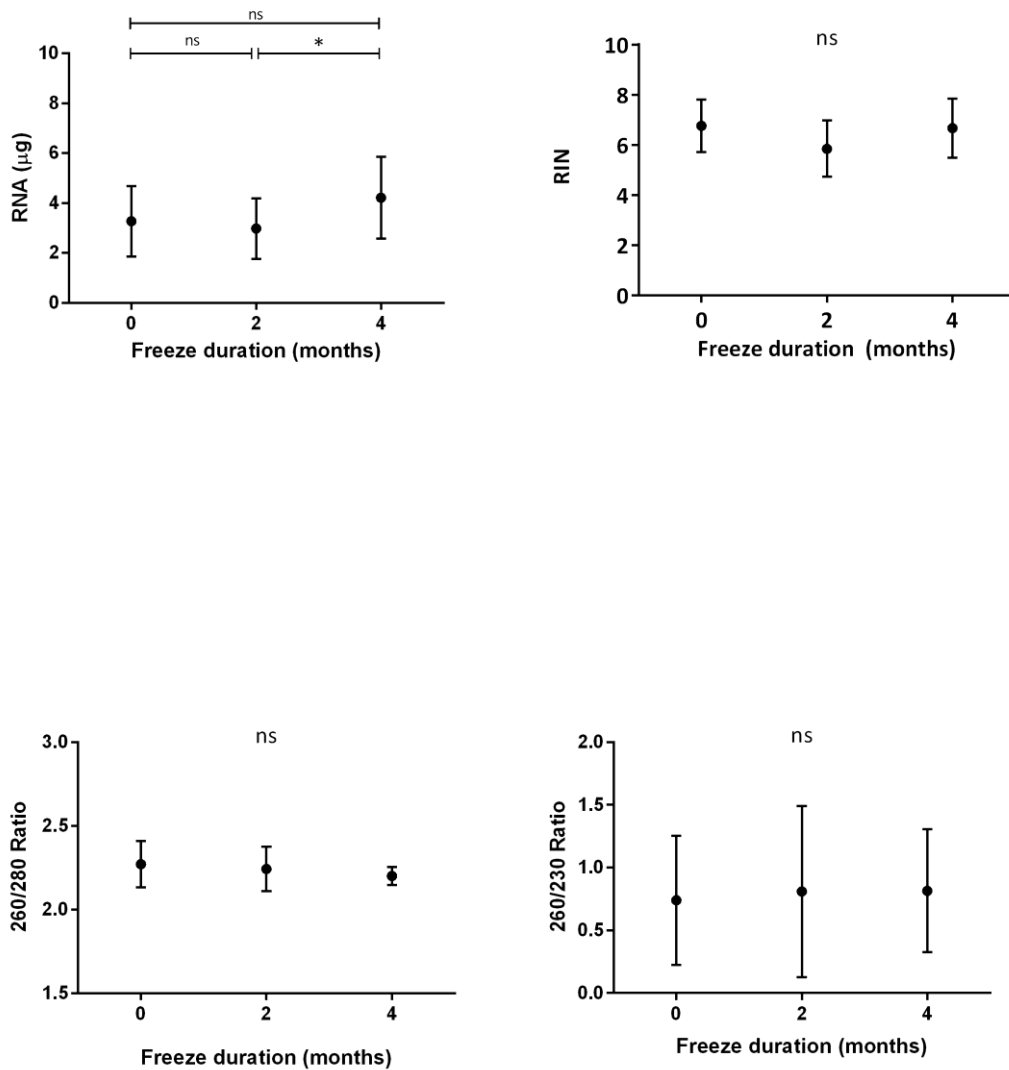 ns
ns *
10
8
6
4
2
0
RNA (μg)
0 2 4
Freeze duration (months)
ns
10
8
6
4
2
0
RIN
0 2 4
Freeze duration (months)
ns
3.0
2.5
2.0
1.5
260/280 Ratio
0 2 4
Freeze duration (months)
ns
2.0
1.5
1.0
0.5
0.0
260/230 Ratio
0 2 4
Freeze duration (months)